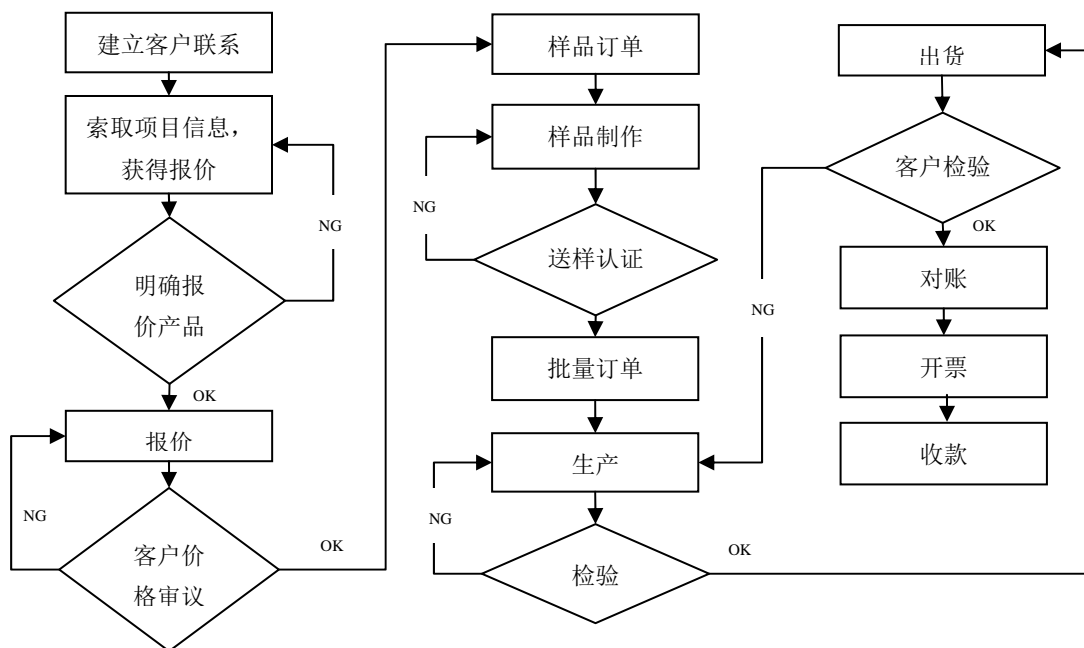 建立客户联系
索取项目信息，
获得报价
NG
明确报
价产品
OK
报价
NG
客户价
格审议
OK
样品订单
样品制作
NG
送样认证
批量订单
生产
NG
检验
OK
出货
客户检验
OK
NG
对账
开票
收款